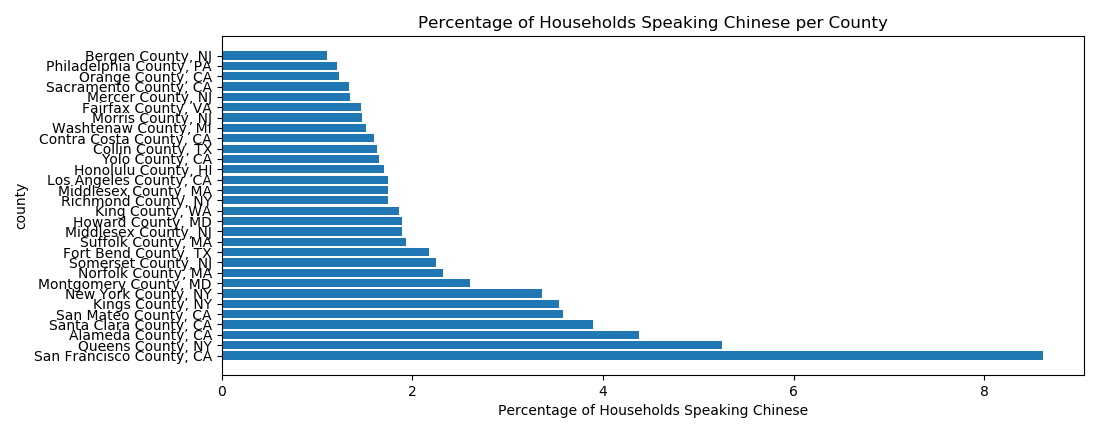 Percentage of Households Speaking Chinese per County
county
Bergen County, NJ
Philadelphia County, PA
Orange County, CA
Sacramento County, CA
Mercer County, NJ
Fairfax County, VA
Morris County, NJ
Washtenaw County, MI
Contra Costa County, CA
Collin County, TX
Yolo County, CA
Honolulu County, HI
Los Angeles County, CA
Middlesex County, MA
Richmond County, NY
King County, WA
Howard County, MD
Middlesex County, NJ
Suffolk County, MA
Fort Bend County, TX
Somerset County, NJ
Norfolk County, MA
Montgomery County, MD
New York County, NY
Kings County, NY
San Mateo County, CA
Santa Clara County, CA
Alameda County, CA
Queens County, NY
San Francisco County, CA
0 2 4 6 8
Percentage of Households Speaking Chinese